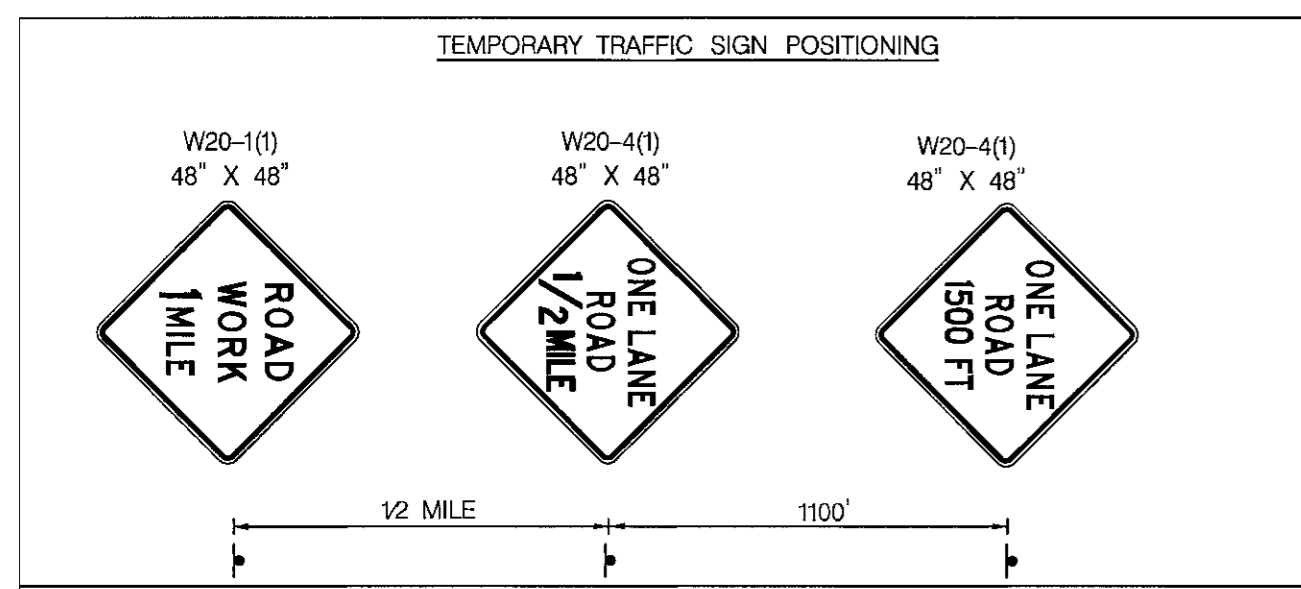 TEMPORARY TRAFFIC SIGN POSITIONING
W20-1(1)
48" X 48"
ROAD
WORK
1 MILE
W20-4(1)
48" X 48"
ONE LANE
ROAD
1/2 MILE
W20-4(1)
48" X 48"
ONE LANE
ROAD
1500 FT
1/2 MILE
1100'